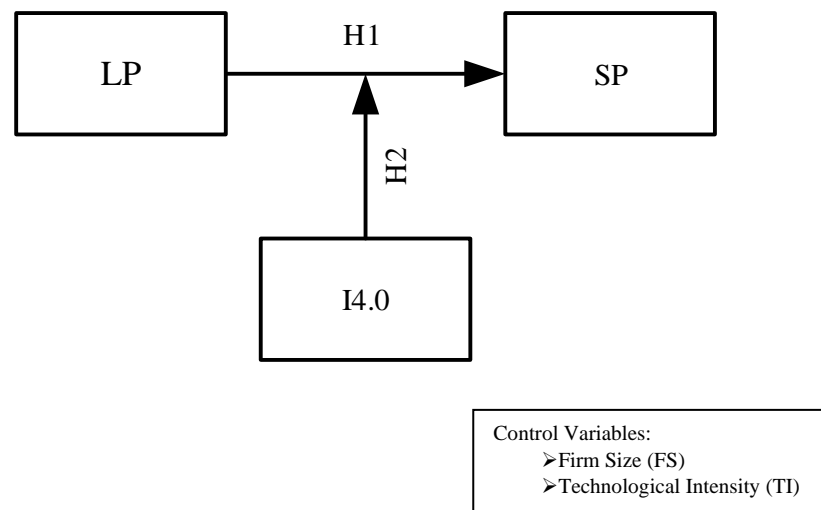 H1
LP
SP
H2
I4.0
Control Variables:
➢Firm Size (FS)
➢Technological Intensity (TI)